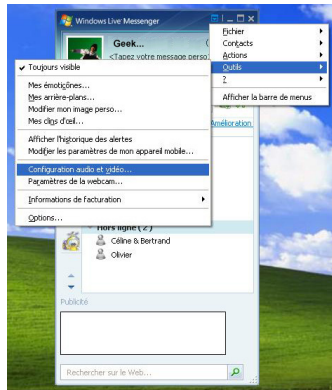 Windows Live Messenger
Geek...
<Tapez votre message perso
Fichier
Contacts
Actions
Outils
?
Afficher la barre de menus
Toujours visible
Mes émoticônes...
Mes arrière-plans...
Modifier mon image perso...
Mes clins d'œil...
Afficher l'historique des alertes
Modifier les paramètres de mon appareil mobile...
Configuration audio et vidéo...
Paramètres de la webcam...
Informations de facturation
Options...
Amélioration
Hors ligne ( 2 )
Céline & Bertrand
Olivier
Publicité
Rechercher sur le Web...